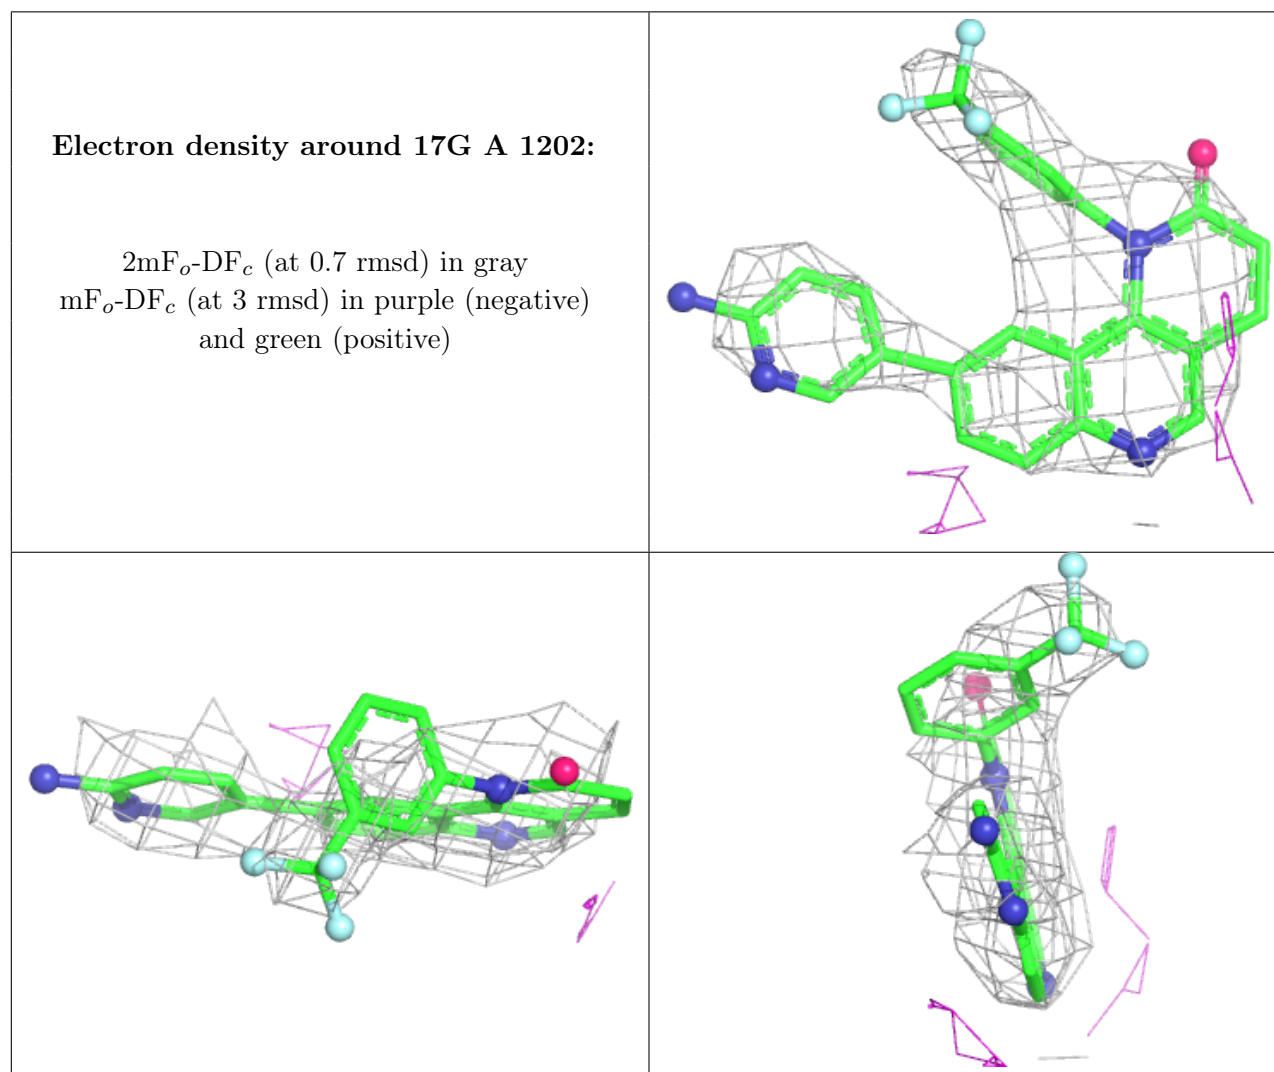 Electron density around 17G A 1202:
2mFₒ-DF𝒸 (at 0.7 rmsd) in gray
mFₒ-DF𝒸 (at 3 rmsd) in purple (negative)
and green (positive)